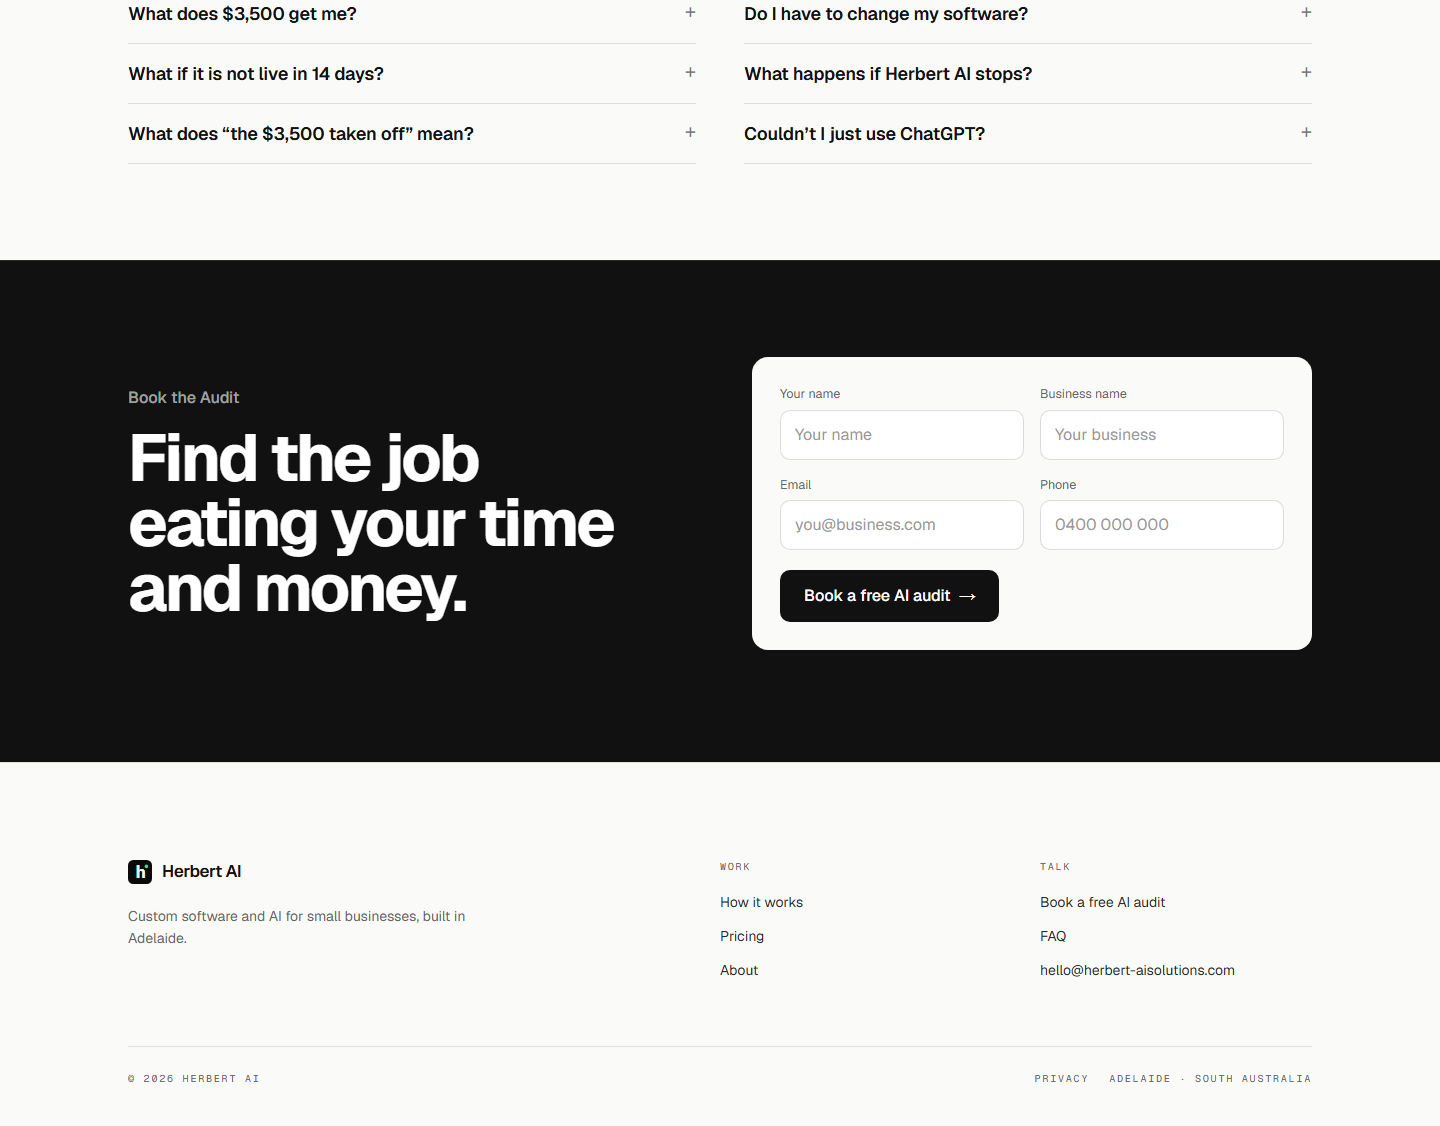 What does $3,500 get me?
+
Do I have to change my software?
+
What if it is not live in 14 days?
+
What happens if Herbert AI stops?
+
What does “the $3,500 taken off” mean?
+
Couldn’t I just use ChatGPT?
+
Book the Audit
Find the job
eating your time
and money.
Your name
Business name
Your name
Your business
Email
Phone
you@business.com
0400 000 000
Book a free AI audit →
h
Herbert AI
Custom software and AI for small businesses, built in
Adelaide.
WORK
How it works
Pricing
About
TALK
Book a free AI audit
FAQ
hello@herbert-aisolutions.com
© 2026 HERBERT AI
PRIVACY
ADELAIDE · SOUTH AUSTRALIA